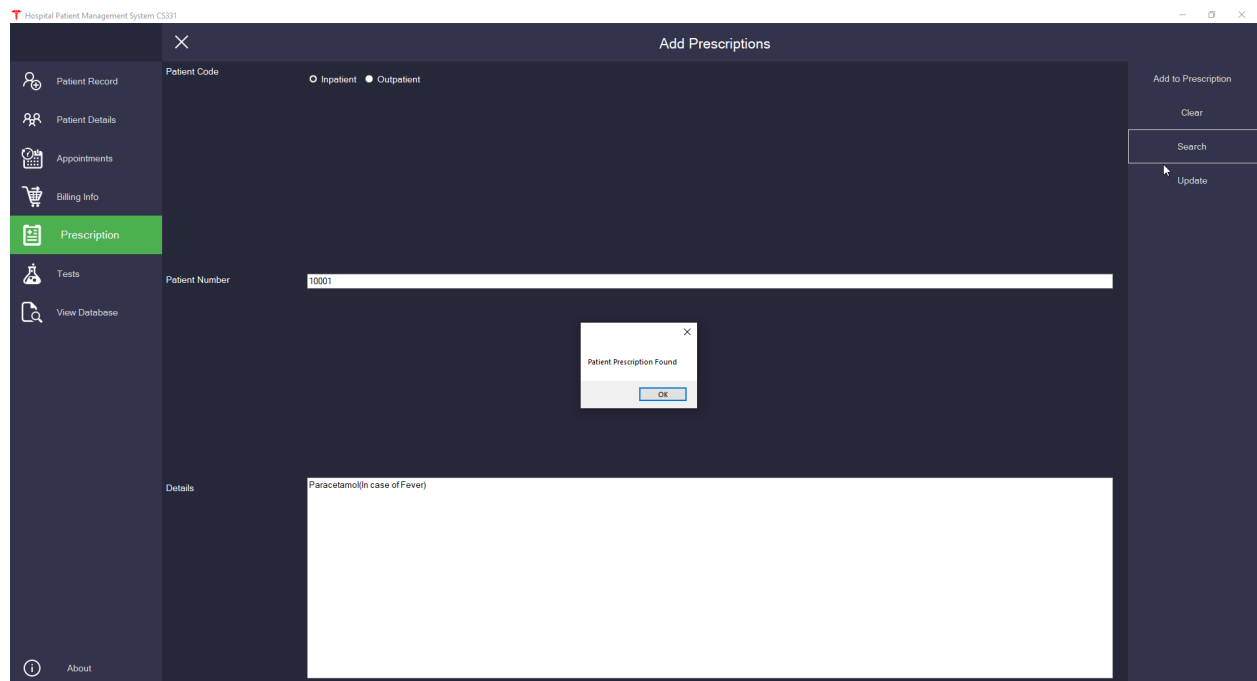 Hospital Patient Management System CS331
Add Prescriptions
Patient Record
Patient Details
Appointments
Billing Info
Prescription
Tests
View Database
About
Patient Code
Inpatient Outpatient
Patient Number
10001
Patient Prescription Found
OK
Details
Paracetamol(In case of Fever)
Add to Prescription
Clear
Search
Update